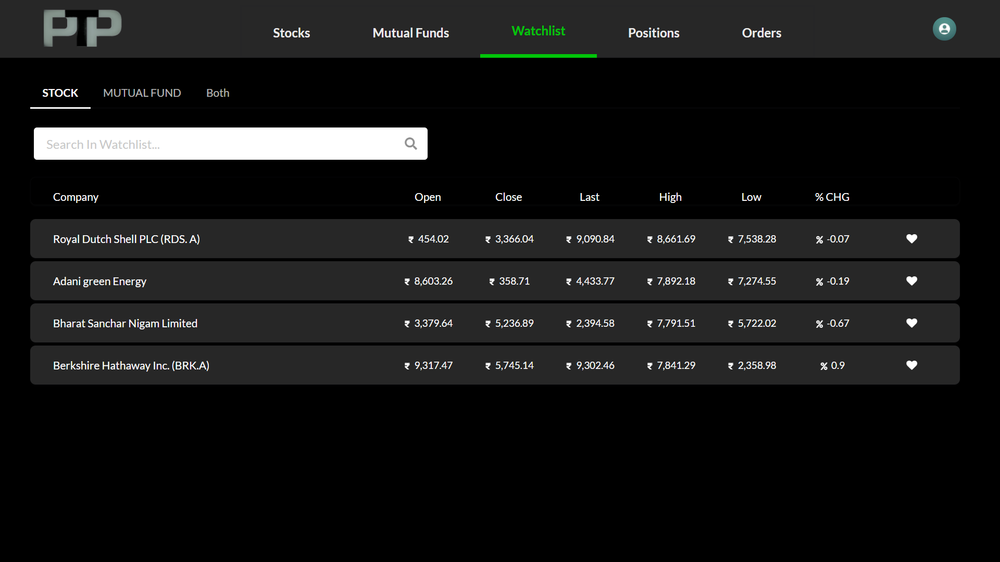 PTP Stocks Mutual Funds Watchlist Positions Orders
STOCK MUTUAL FUND Both
Search In Watchlist...
Company Open Close Last High Low % CHG
Royal Dutch Shell PLC (RDS. A) ₹ 454.02 ₹ 3,366.04 ₹ 9,090.84 ₹ 8,661.69 ₹ 7,538.28 % -0.07
Adani green Energy ₹ 8,603.26 ₹ 358.71 ₹ 4,433.77 ₹ 7,892.18 ₹ 7,274.55 % -0.19
Bharat Sanchar Nigam Limited ₹ 3,379.64 ₹ 5,236.89 ₹ 2,394.58 ₹ 7,791.51 ₹ 5,722.02 % -0.67
Berkshire Hathaway Inc. (BRK.A) ₹ 9,317.47 ₹ 5,745.14 ₹ 9,302.46 ₹ 7,841.29 ₹ 2,358.98 % 0.9